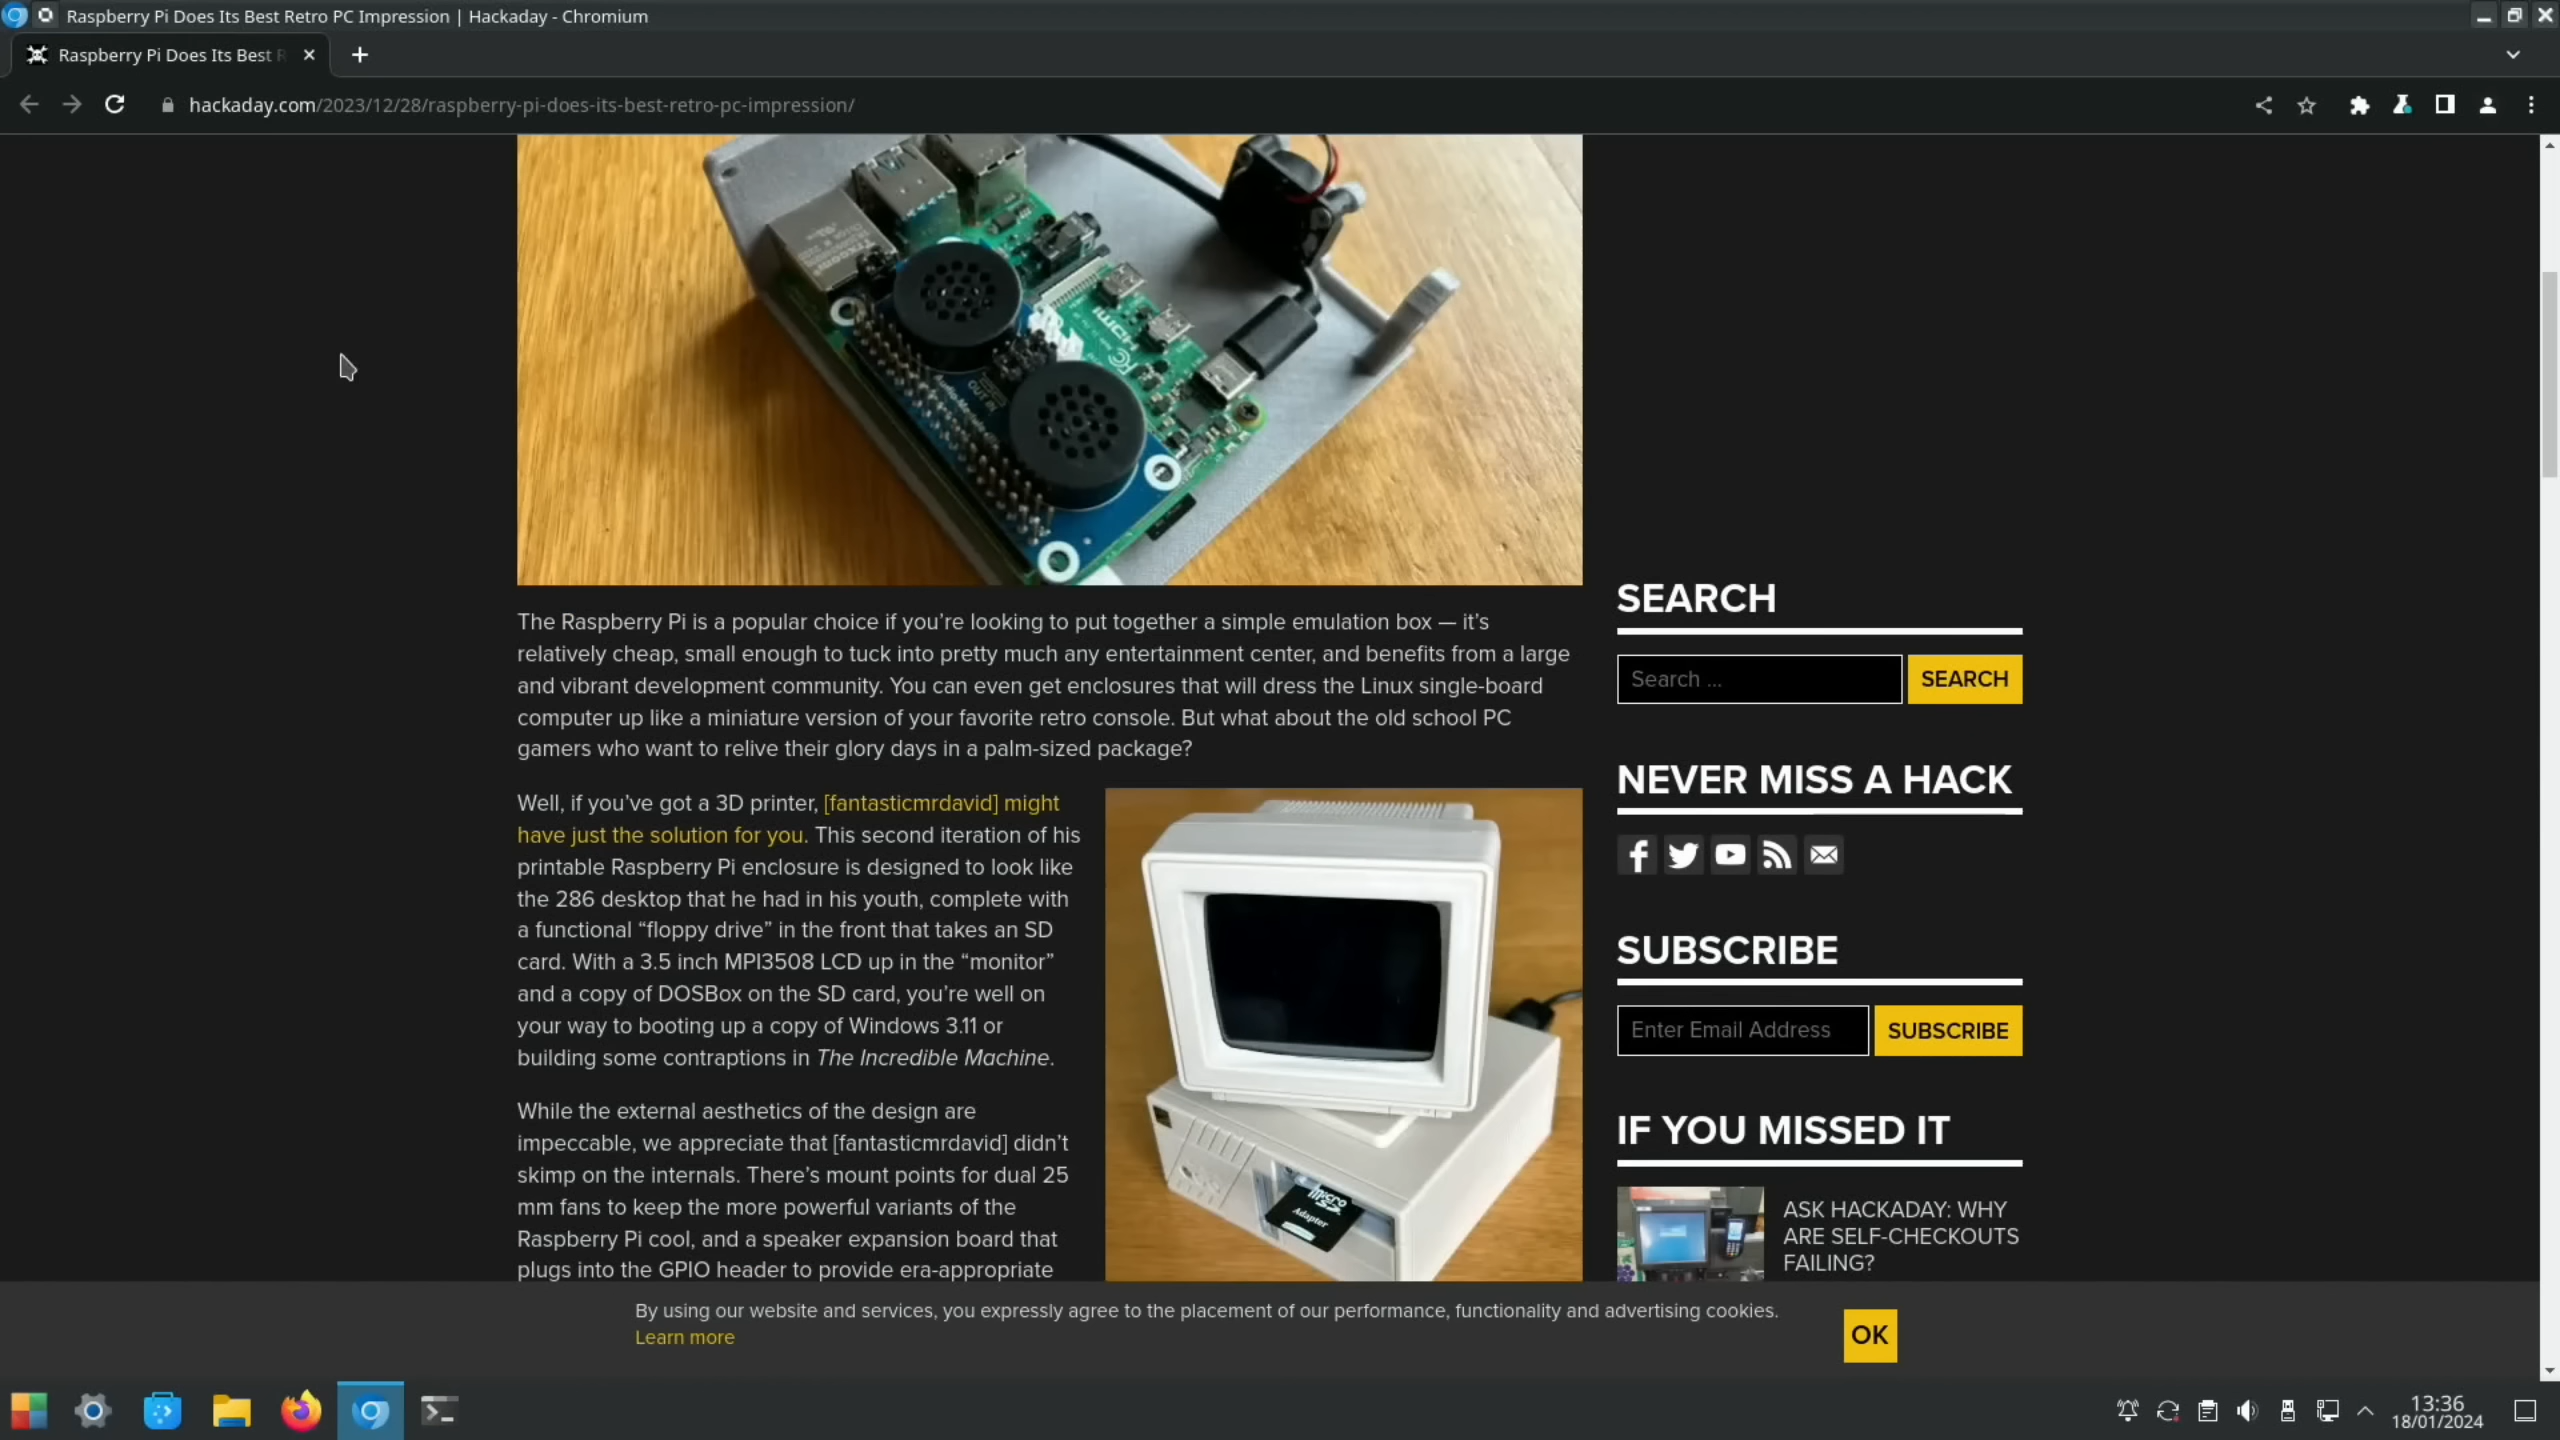 Raspberry Pi Does Its Best Retro PC Impression | Hackaday - Chromium
Raspberry Pi Does Its Best R
hackaday.com/2023/12/28/raspberry-pi-does-its-best-retro-pc-impression/
HDMI
FC
OUT IN
The Raspberry Pi is a popular choice if you’re looking to put together a simple emulation box — it’s
relatively cheap, small enough to tuck into pretty much any entertainment center, and benefits from a large
and vibrant development community. You can even get enclosures that will dress the Linux single-board
computer up like a miniature version of your favorite retro console. But what about the old school PC
gamers who want to relive their glory days in a palm-sized package?
Well, if you’ve got a 3D printer, [fantasticmrdavid] might
have just the solution for you. This second iteration of his
printable Raspberry Pi enclosure is designed to look like
the 286 desktop that he had in his youth, complete with
a functional “floppy drive” in the front that takes an SD
card. With a 3.5 inch MPI3508 LCD up in the “monitor”
and a copy of DOSBox on the SD card, you’re well on
your way to booting up a copy of Windows 3.11 or
building some contraptions in The Incredible Machine.
While the external aesthetics of the design are
impeccable, we appreciate that [fantasticmrdavid] didn’t
skimp on the internals. There’s mount points for dual 25
mm fans to keep the more powerful variants of the
Raspberry Pi cool, and a speaker expansion board that
plugs into the GPIO header to provide era-appropriate
micro
Adapter
SEARCH
Search ...
SEARCH
NEVER MISS A HACK
SUBSCRIBE
Enter Email Address
SUBSCRIBE
IF YOU MISSED IT
ASK HACKADAY: WHY
ARE SELF-CHECKOUTS
FAILING?
By using our website and services, you expressly agree to the placement of our performance, functionality and advertising cookies.
Learn more
OK
13:36
18/01/2024